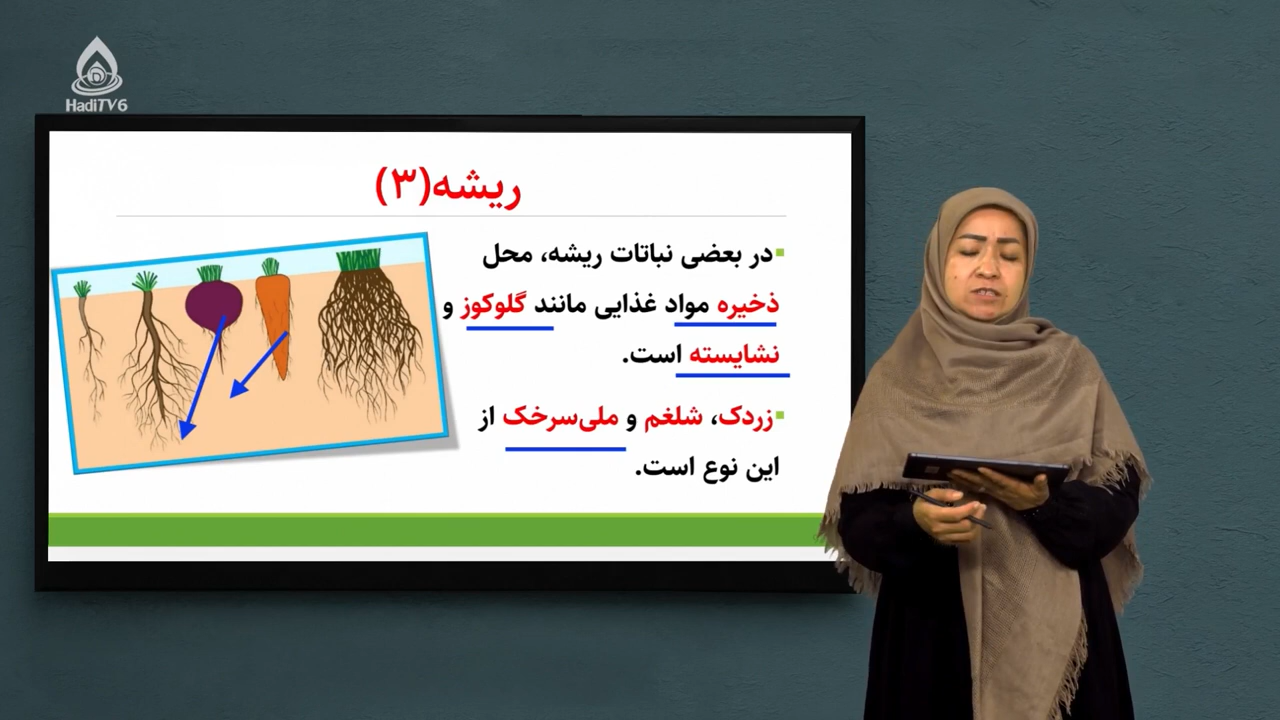 HadiTV6
ریشه(۳)
در بعضی نباتات ریشه، محل
ذخیره مواد غذایی مانند گلوکوز و
نشایسته است.
زردک، شلغم و ملی‌سرخک از
این نوع است.